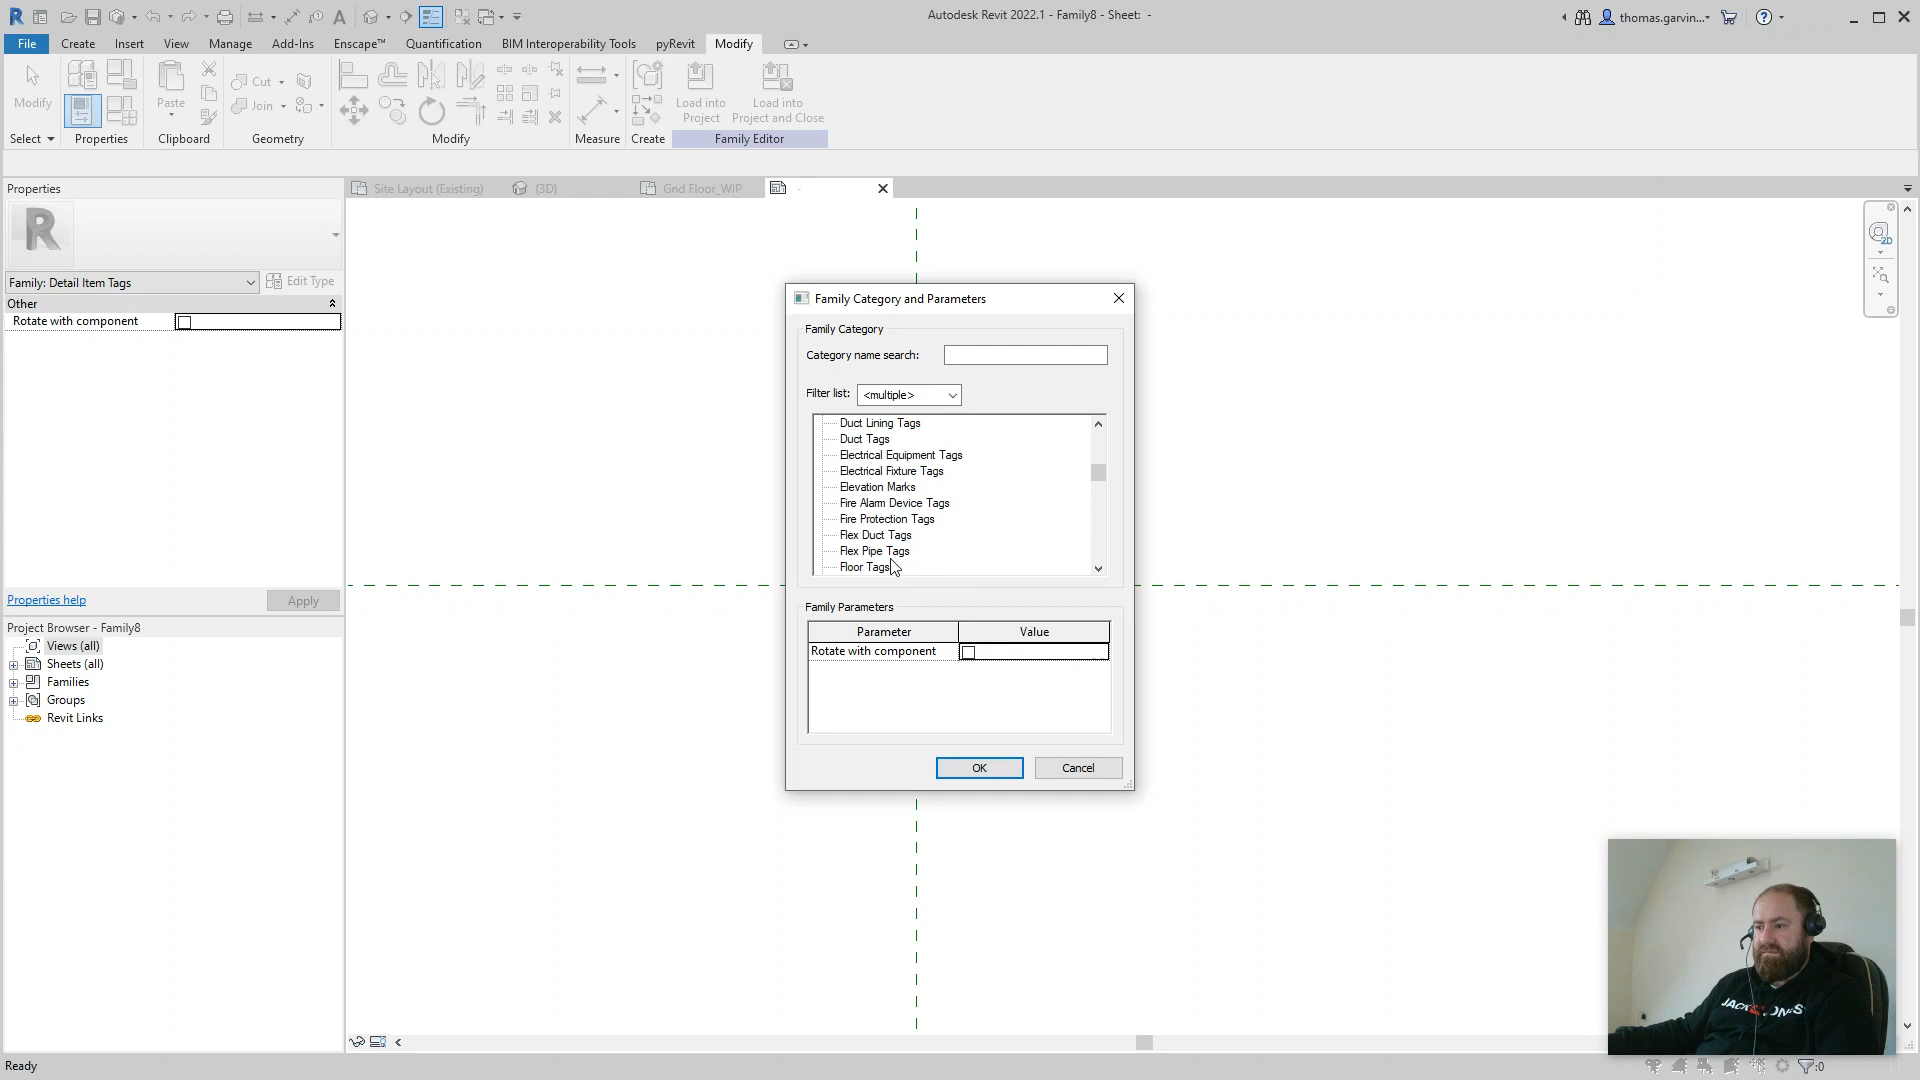 Autodesk Revit 2022.1 - Family8 - Sheet: -
thomas.garvin...
File Create Insert View Manage Add-Ins Enscape™ Quantification BIM Interoperability Tools pyRevit Modify
Modify
Paste
Cut
Join
Load into
Project
Load into
Project and Close
Select Properties Clipboard Geometry Modify Measure Create Family Editor
Properties
Site Layout (Existing) {3D} Gnd Floor_WIP -
Family: Detail Item Tags Edit Type
Other
Rotate with component
Properties help Apply
Project Browser - Family8
Views (all)
Sheets (all)
Families
Groups
Revit Links
Family Category and Parameters
Family Category
Category name search:
Filter list: <multiple>
Duct Lining Tags
Duct Tags
Electrical Equipment Tags
Electrical Fixture Tags
Elevation Marks
Fire Alarm Device Tags
Fire Protection Tags
Flex Duct Tags
Flex Pipe Tags
Floor Tags
Family Parameters
Parameter Value
Rotate with component
OK Cancel
2D
Ready
:0